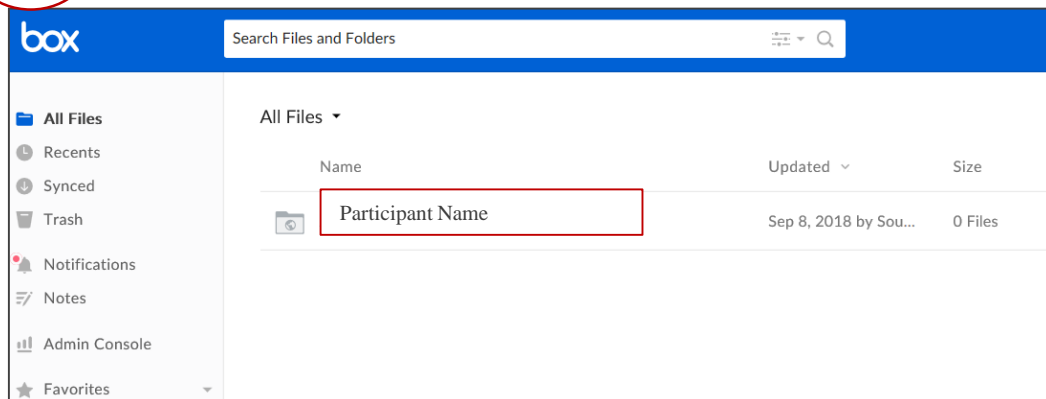 box
Search Files and Folders
All Files
Recents
Synced
Trash
Notifications
Notes
Admin Console
Favorites
All Files
Name Updated Size
Participant Name Sep 8, 2018 by Sou... 0 Files